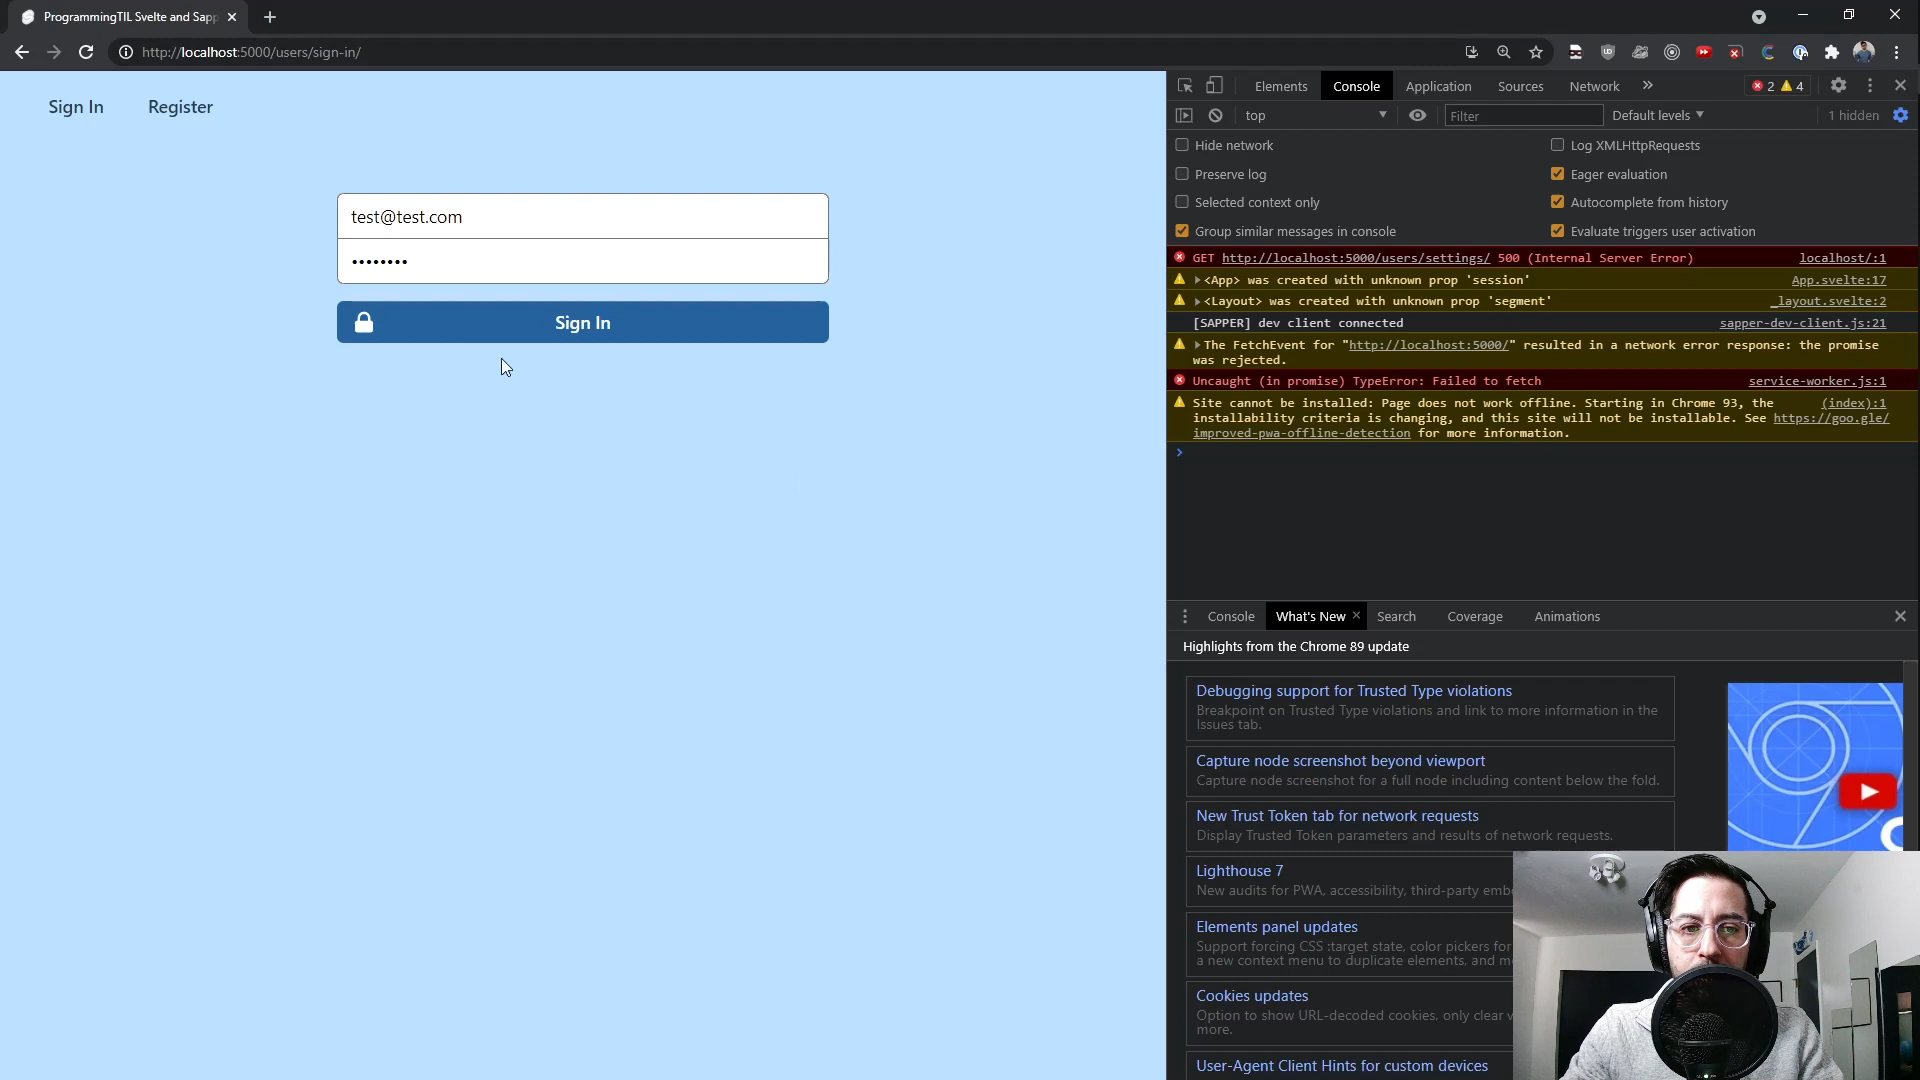 ProgrammingTIL Svelte and Sapp
http://localhost:5000/users/sign-in/
Sign In
Register
test@test.com
••••••••
Sign In
Elements
Console
Application
Sources
Network
2
4
top
Filter
Default levels
1 hidden
Hide network
Log XMLHttpRequests
Preserve log
Eager evaluation
Selected context only
Autocomplete from history
Group similar messages in console
Evaluate triggers user activation
GET http://localhost:5000/users/settings/ 500 (Internal Server Error) localhost/:1
<App> was created with unknown prop 'session' App.svelte:17
<Layout> was created with unknown prop 'segment' _layout.svelte:2
[SAPPER] dev client connected sapper-dev-client.js:21
The FetchEvent for "http://localhost:5000/" resulted in a network error response: the promise
was rejected.
Uncaught (in promise) TypeError: Failed to fetch service-worker.js:1
Site cannot be installed: Page does not work offline. Starting in Chrome 93, the (index):1
installability criteria is changing, and this site will not be installable. See https://goo.gle/
improved-pwa-offline-detection for more information.
Console
What's New
Search
Coverage
Animations
Highlights from the Chrome 89 update
Debugging support for Trusted Type violations
Breakpoint on Trusted Type violations and link to more information in the
Issues tab.
Capture node screenshot beyond viewport
Capture node screenshot for a full node including content below the fold.
New Trust Token tab for network requests
Display Trusted Token parameters and results of network requests.
Lighthouse 7
New audits for PWA, accessibility, third-party embe
Elements panel updates
Support forcing CSS :target state, color pickers for
a new context menu to duplicate elements, and m
Cookies updates
Option to show URL-decoded cookies, only clear v
more.
User-Agent Client Hints for custom devices